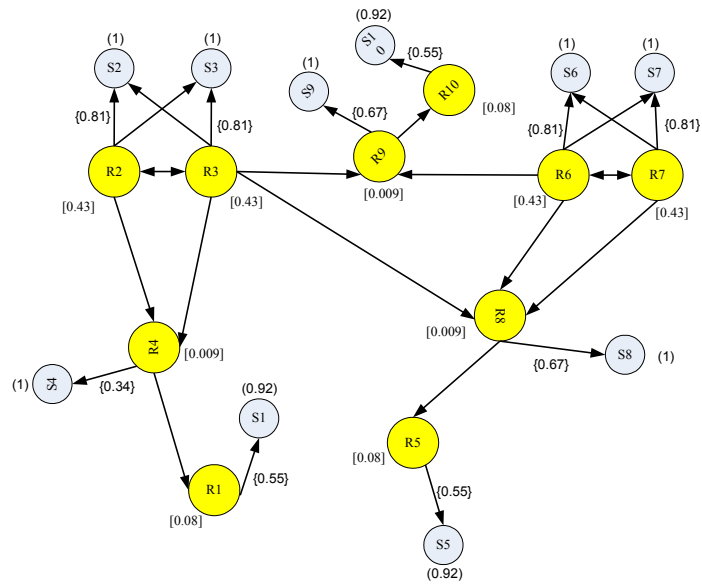 (0.92)
S10
(1)
S2
(1)
S3
(1)
S9
{0.55}
R10
[0.08]
(1)
S6
(1)
S7
{0.81}
{0.81}
{0.67}
{0.81}
{0.81}
R2
R3
R9
R6
R7
[0.43]
[0.43]
[0.009]
[0.43]
[0.43]
R8
[0.009]
R4
[0.009]
S8
(1)
{0.67}
(1)
S4
{0.34}
(0.92)
S1
R5
[0.08]
{0.55}
R1
[0.08]
{0.55}
S5
(0.92)